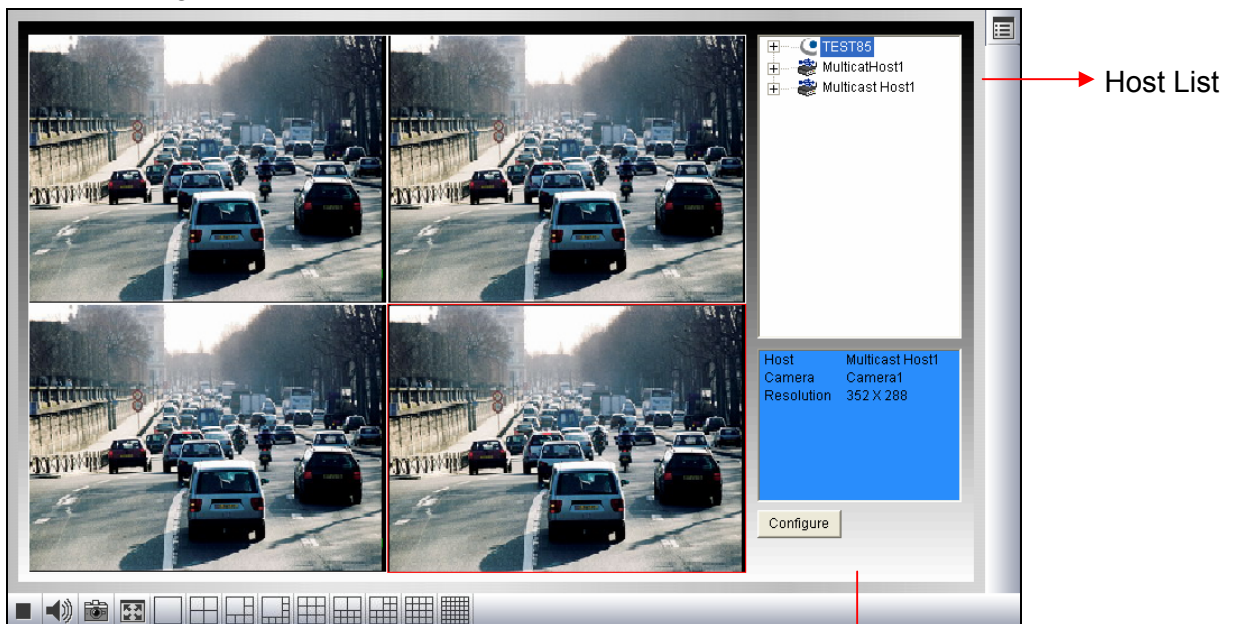 TEST85
MulticatHost1
Multicast Host1
Host List
Host Multicast Host1
Camera Camera1
Resolution 352 X 288
Configure